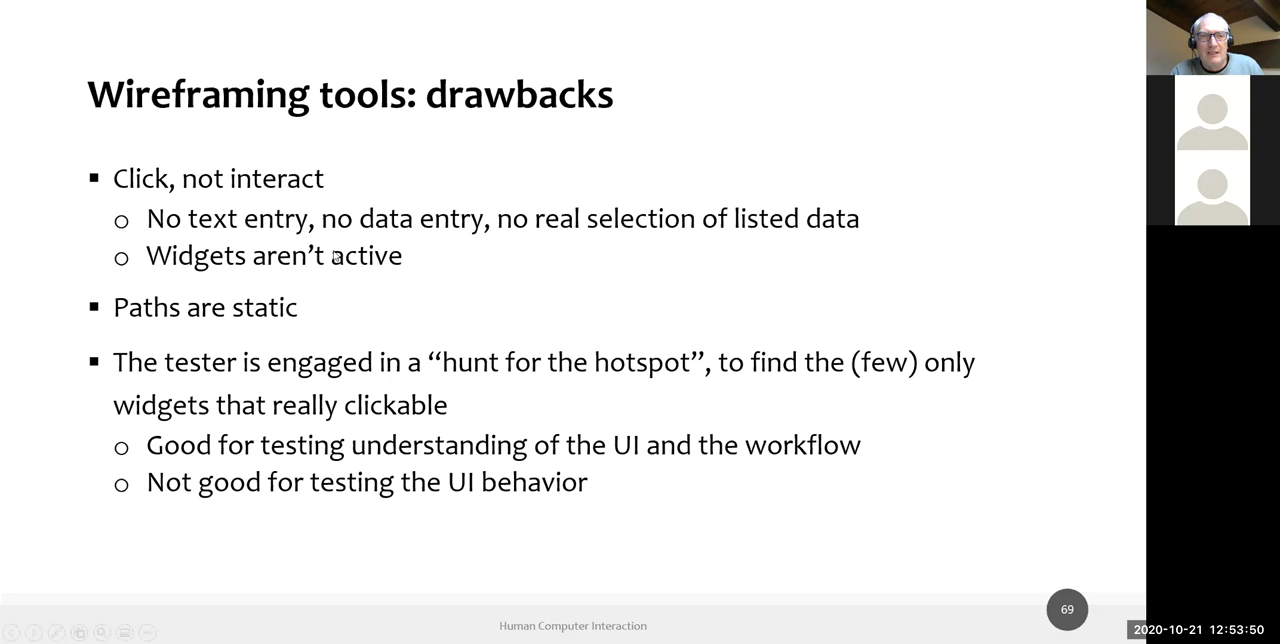 Wireframing tools: drawbacks
▪ Click, not interact
o No text entry, no data entry, no real selection of listed data
o Widgets aren’t active
▪ Paths are static
▪ The tester is engaged in a “hunt for the hotspot”, to find the (few) only
widgets that really clickable
o Good for testing understanding of the UI and the workflow
o Not good for testing the UI behavior
Human Computer Interaction
69
2020-10-21 12:53:50